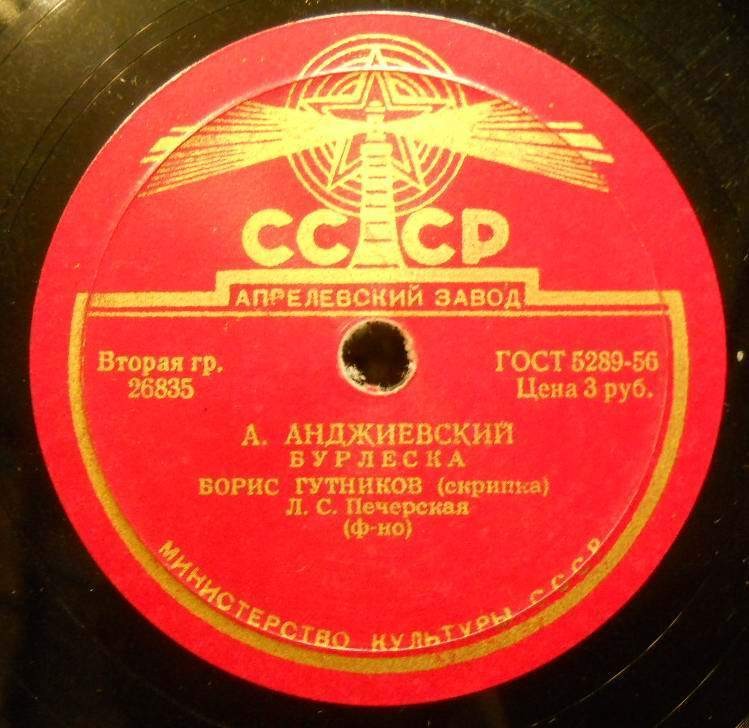 СССР
АПРЕЛЕВСКИЙ ЗАВОД
Вторая гр.
26835
ГОСТ 5289-56
Цена 3 руб.
А. АНДЖИЕВСКИЙ
БУРЛЕСКА
БОРИС ГУТНИКОВ (скрипка)
Л. С. Печерская
(ф-но)
МИНИСТЕРСТВО КУЛЬТУРЫ СССР